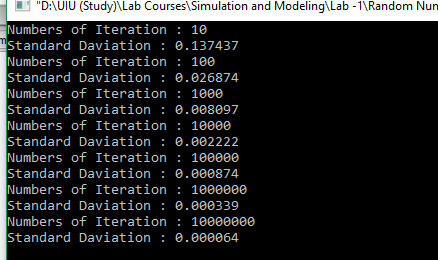 "D:\UIU (Study)\Lab Courses\Simulation and Modeling\Lab -1\Random Num
Numbers of Iteration : 10
Standard Daviation : 0.137437
Numbers of Iteration : 100
Standard Daviation : 0.026874
Numbers of Iteration : 1000
Standard Daviation : 0.008097
Numbers of Iteration : 10000
Standard Daviation : 0.002222
Numbers of Iteration : 100000
Standard Daviation : 0.000874
Numbers of Iteration : 1000000
Standard Daviation : 0.000339
Numbers of Iteration : 10000000
Standard Daviation : 0.000064